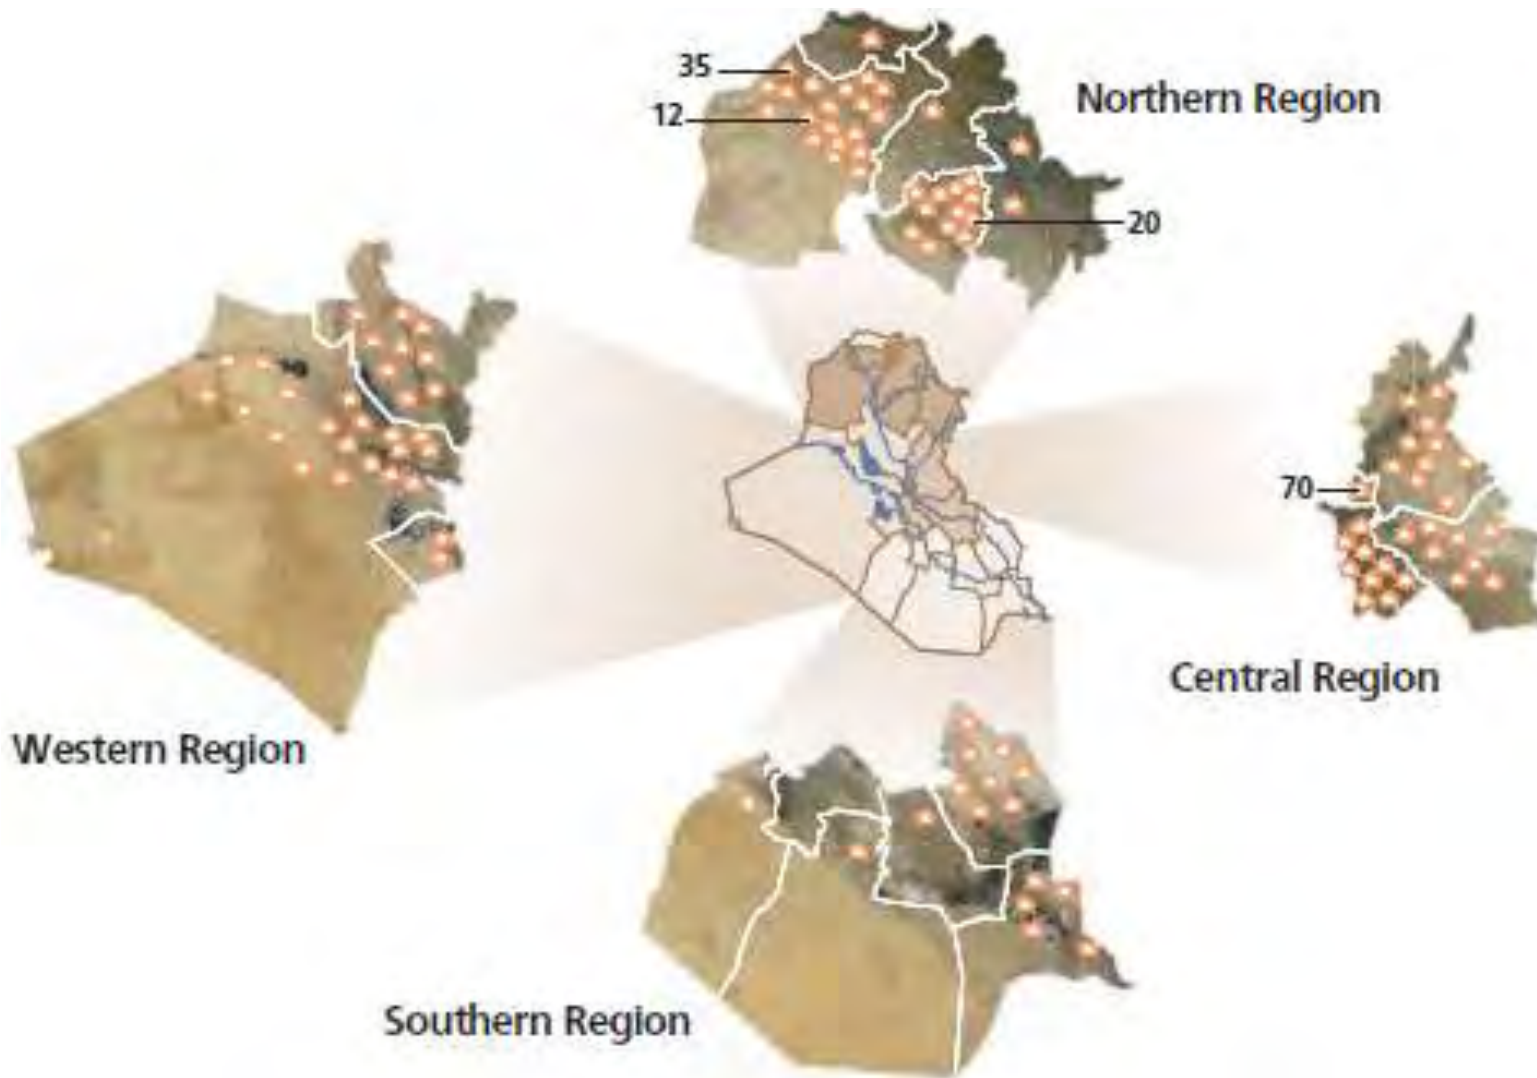 35
Northern Region
12
20
70
Central Region
Western Region
Southern Region